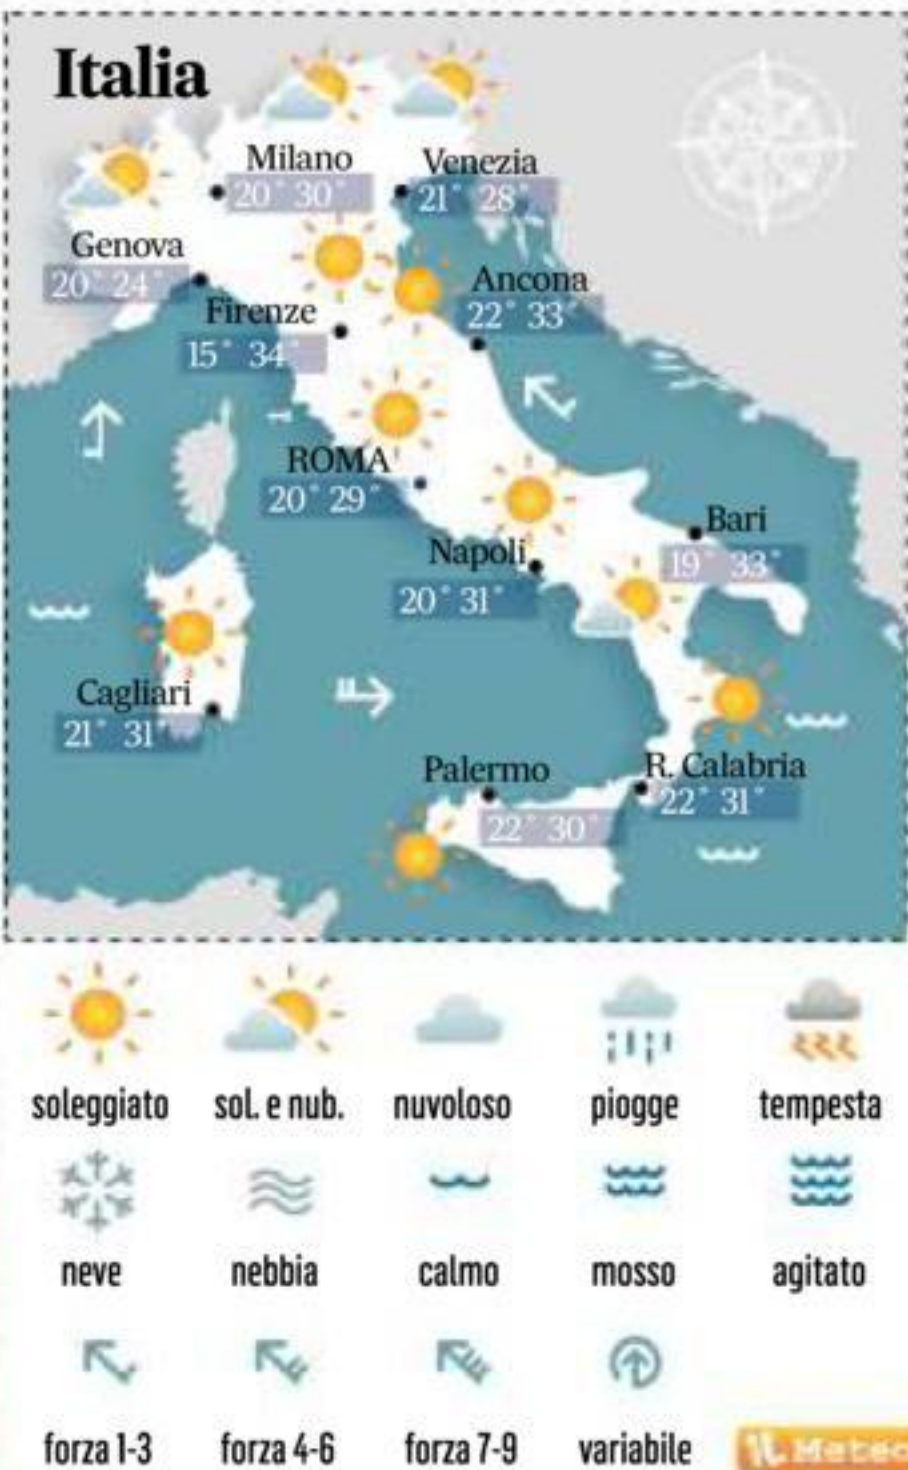 Italia
Milano
20° 30°
Venezia
21° 28°
Genova
20° 24°
Firenze
15° 34°
Ancona
22° 33°
ROMA
20° 29°
Napoli
20° 31°
Bari
19° 33°
Cagliari
21° 31°
Palermo
22° 30°
R. Calabria
22° 31°
soleggiato sol. e nub. nuvoloso piogge tempesta
neve nebbia calmo mosso agitato
forza 1-3 forza 4-6 forza 7-9 variabile
iL Meteo